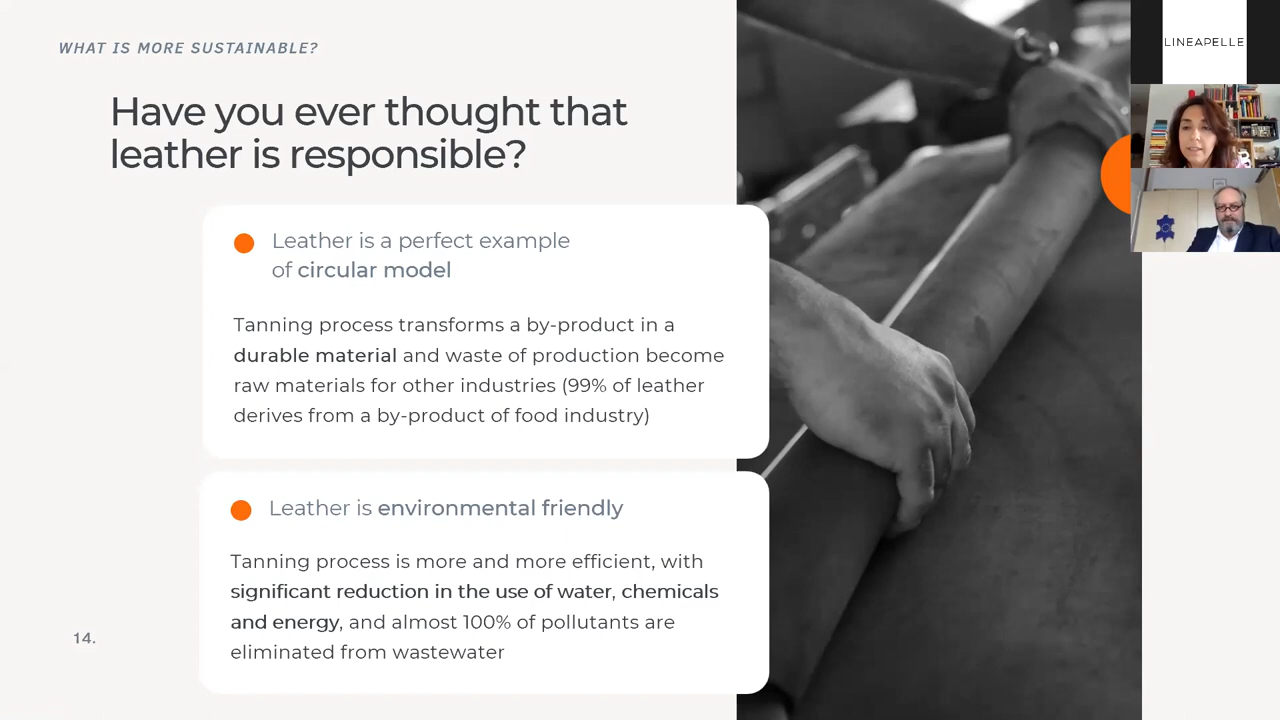 WHAT IS MORE SUSTAINABLE?
Have you ever thought that
leather is responsible?
Leather is a perfect example
of circular model
Tanning process transforms a by-product in a
durable material and waste of production become
raw materials for other industries (99% of leather
derives from a by-product of food industry)
Leather is environmental friendly
Tanning process is more and more efficient, with
significant reduction in the use of water, chemicals
and energy, and almost 100% of pollutants are
eliminated from wastewater
14.
LINEAPELLE